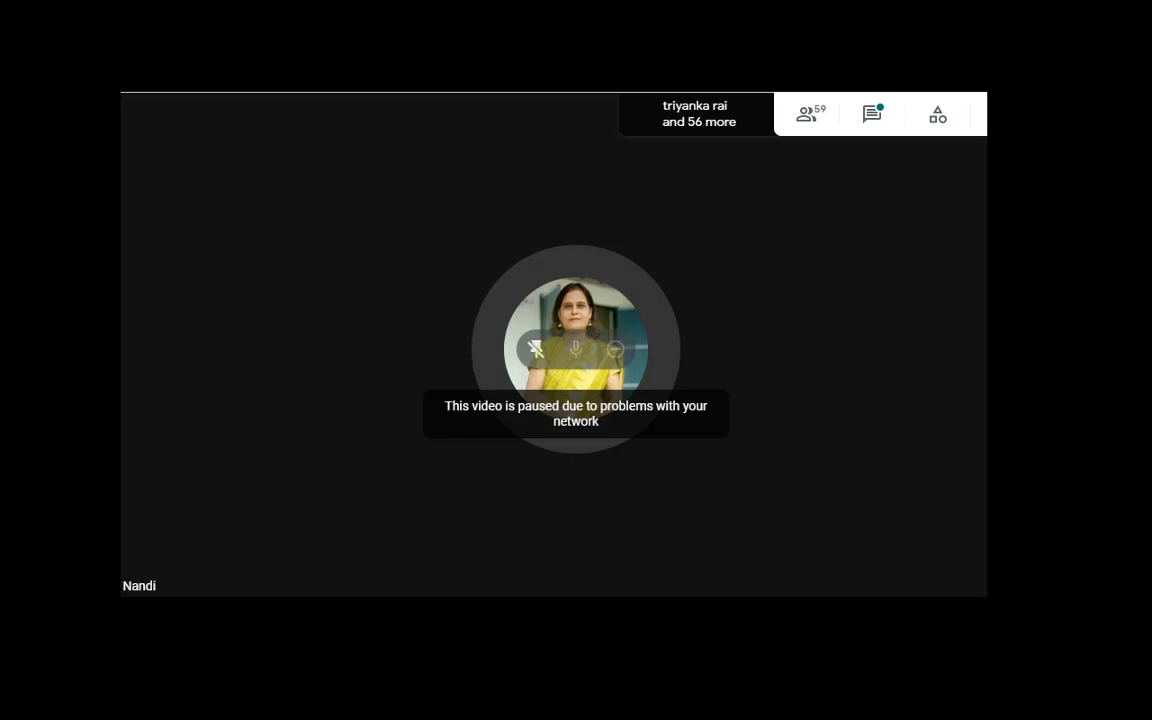 triyanka rai
and 56 more
59
This video is paused due to problems with your
network
Nandi